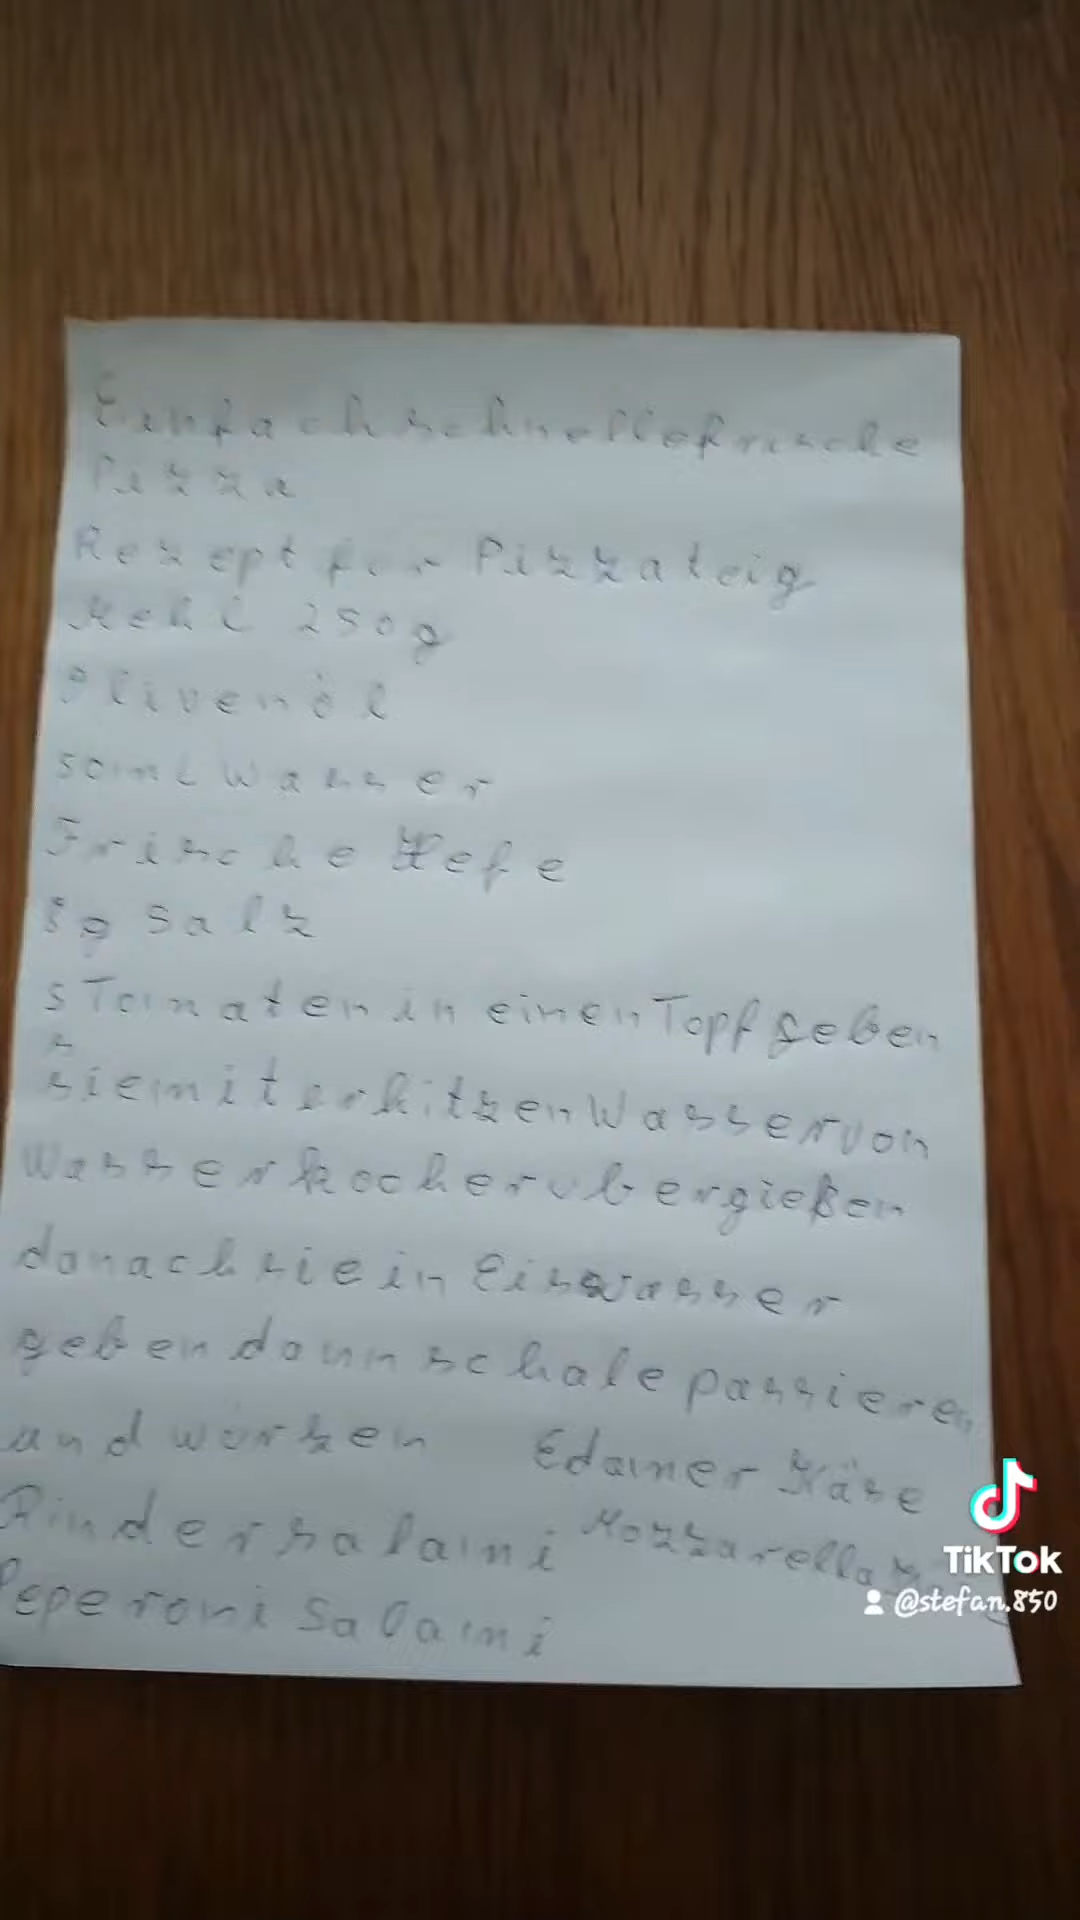 Einfach schnelle frische
Pizza
Rezept für Pizzateig
Mehl 250g
Olivenöl
50ml Wasser
Frische Hefe
5g Salz
5 Tomaten in einen Topf geben
sie mit erhitzen Wasser von
Wasserkocher übergießen
danach sie in Eiswasser
geben dann schale passieren
und würzen Edamer Käse
Rindersalami Mozzarella
Peperoni Salami
TikTok
@stefan.850